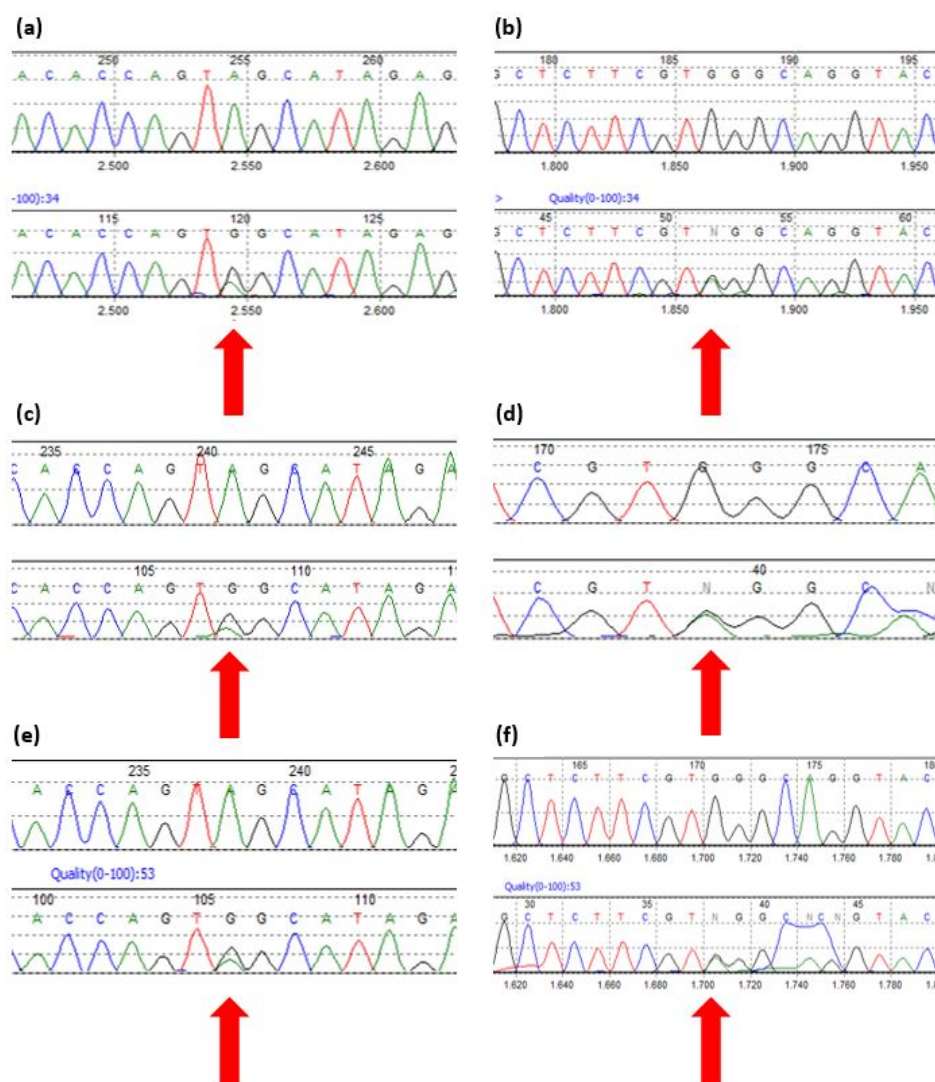 (a)
250 255 260
A C A C C A G T A G C A T A G A G
2.500 2.550 2.600
-100):34
115 120 125
A C A C C A G T G G C A T A G A G
2.500 2.550 2.600
(b)
180 185 190 195
G C T C T T C G T G G G C A G G T A C
1.800 1.850 1.900 1.950
> Quality(0-100):34
45 50 55 60
G C T C T T C G T N G G C A G G T A C
1.800 1.850 1.900 1.950
(c)
235 240 245
C A C C A G T A G C A T A G A
105 110
C A C C A G T G G C A T A G A
(d)
170 175
C G T G G G C A
40
C G T N G G C N
(e)
235 240
A C C A G T A G C A T A G A
Quality(0-100):53
100 105 110
A C C A G T G G C A T A G A
(f)
165 170 175 180
G C T C T T C G T G G G C A G G T A C
1.620 1.640 1.660 1.680 1.700 1.720 1.740 1.760 1.780
Quality(0-100):53
30 35 40 45
G C T C T T C G T N G G C N C N G T A C
1.620 1.640 1.660 1.680 1.700 1.720 1.740 1.760 1.780